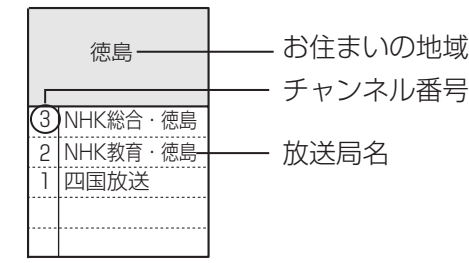 徳島
お住まいの地域
チャンネル番号
3 NHK総合・徳島
2 NHK教育・徳島
放送局名
1 四国放送